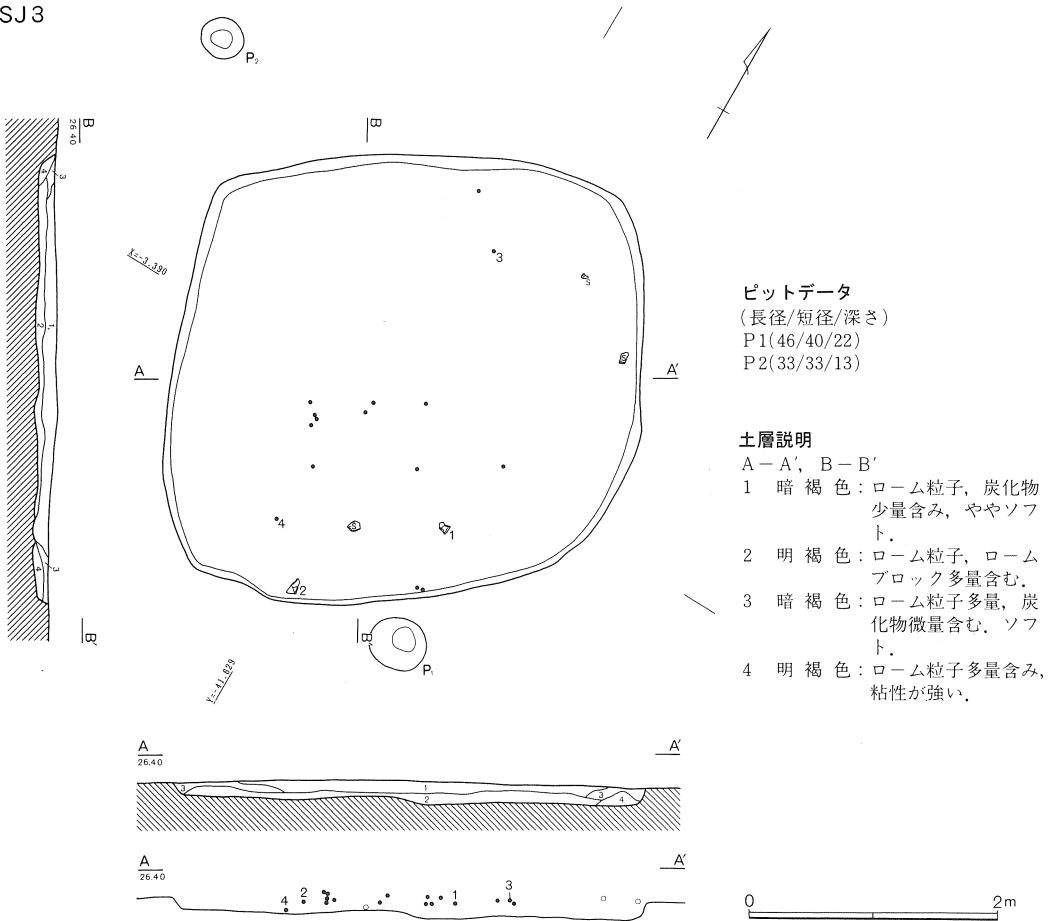 SJ3
P₂
B
26.40
B
4
3
X=-3.390
3
S
S
2
1
A
A′
4
S
1
2
3
4
B′
B′
P₁
Y=-41.629
ピットデータ
(長径/短径/深さ)
P1(46/40/22)
P2(33/33/13)
土層説明
A－A′, B－B′
1 暗褐色：ローム粒子，炭化物
少量含み，ややソフ
ト．
2 明褐色：ローム粒子，ローム
ブロック多量含む．
3 暗褐色：ローム粒子多量，炭
化物微量含む．ソフ
ト．
4 明褐色：ローム粒子多量含み，
粘性が強い．
A
26.40
A′
3
1
2
3
4
A
26.40
A′
4
2
1
3
0
2m